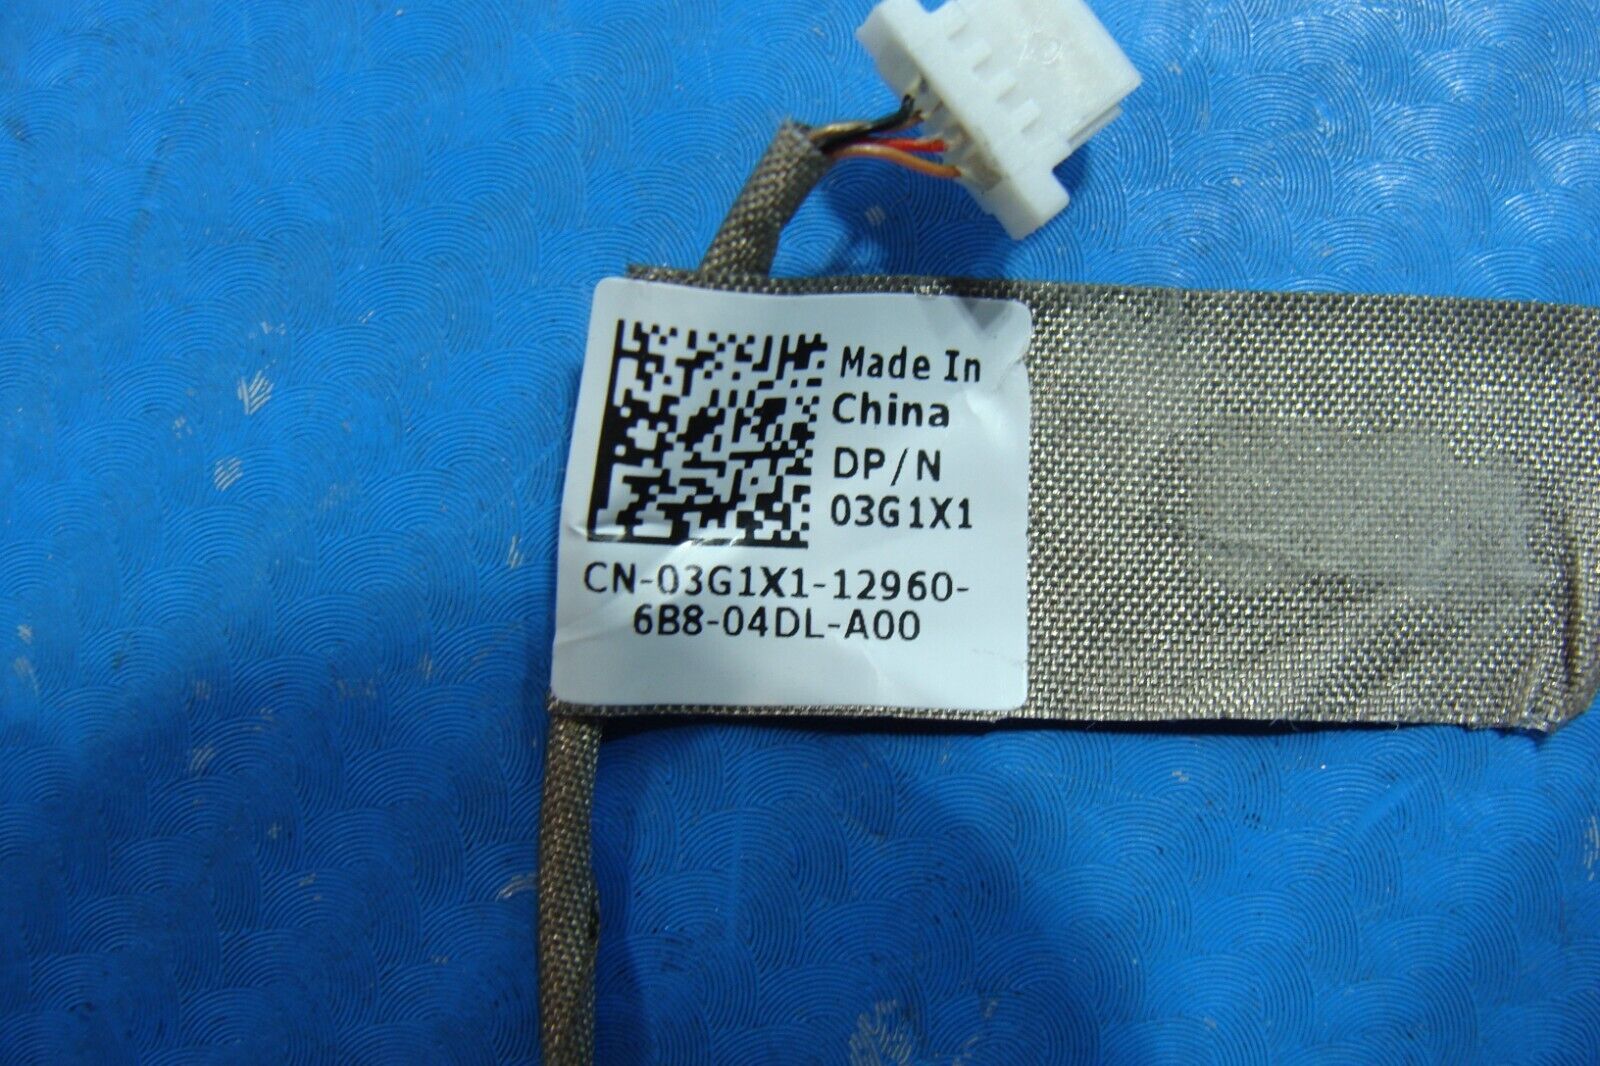 Made In
China
DP/N
03G1X1
CN-03G1X1-12960-
6B8-04DL-A00